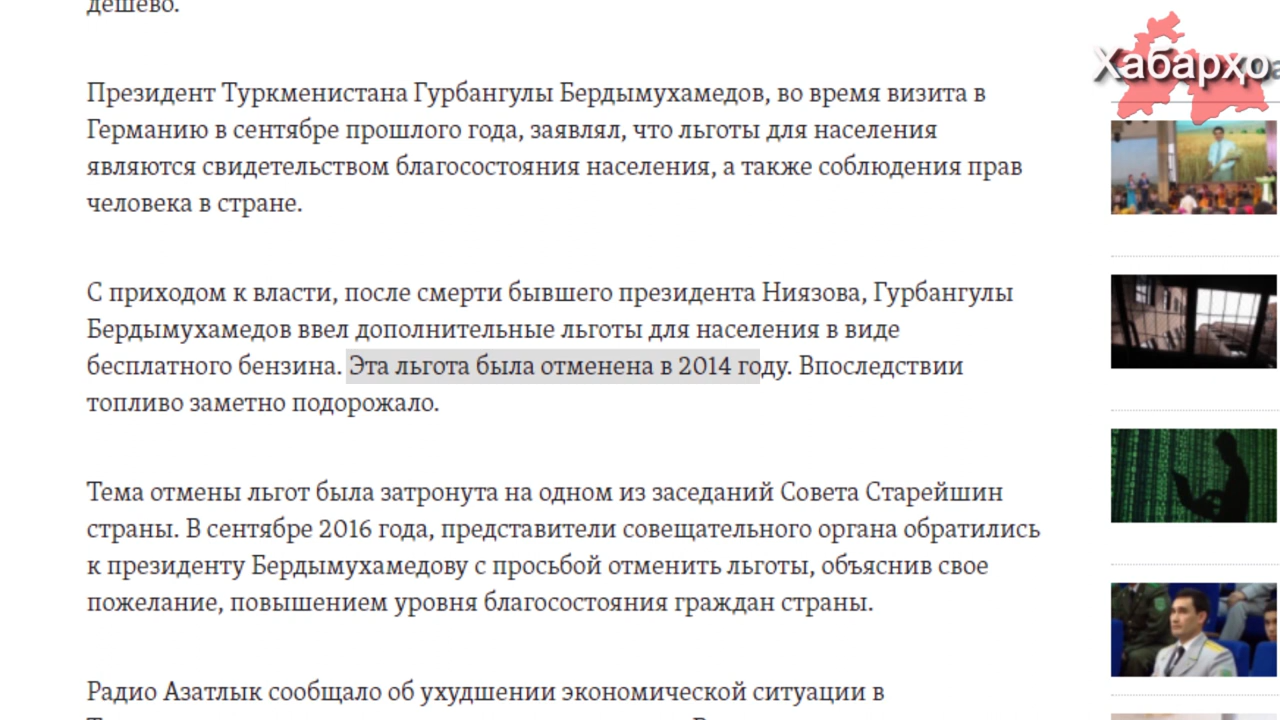 дешево.
Хабарҳо
Президент Туркменистана Гурбангулы Бердымухамедов, во время визита в
Германию в сентябре прошлого года, заявлял, что льготы для населения
являются свидетельством благосостояния населения, а также соблюдения прав
человека в стране.
С приходом к власти, после смерти бывшего президента Ниязова, Гурбангулы
Бердымухамедов ввел дополнительные льготы для населения в виде
бесплатного бензина. Эта льгота была отменена в 2014 году. Впоследствии
топливо заметно подорожало.
Тема отмены льгот была затронута на одном из заседаний Совета Старейшин
страны. В сентябре 2016 года, представители совещательного органа обратились
к президенту Бердымухамедову с просьбой отменить льготы, объяснив свое
пожелание, повышением уровня благосостояния граждан страны.
Радио Азатлык сообщало об ухудшении экономической ситуации в